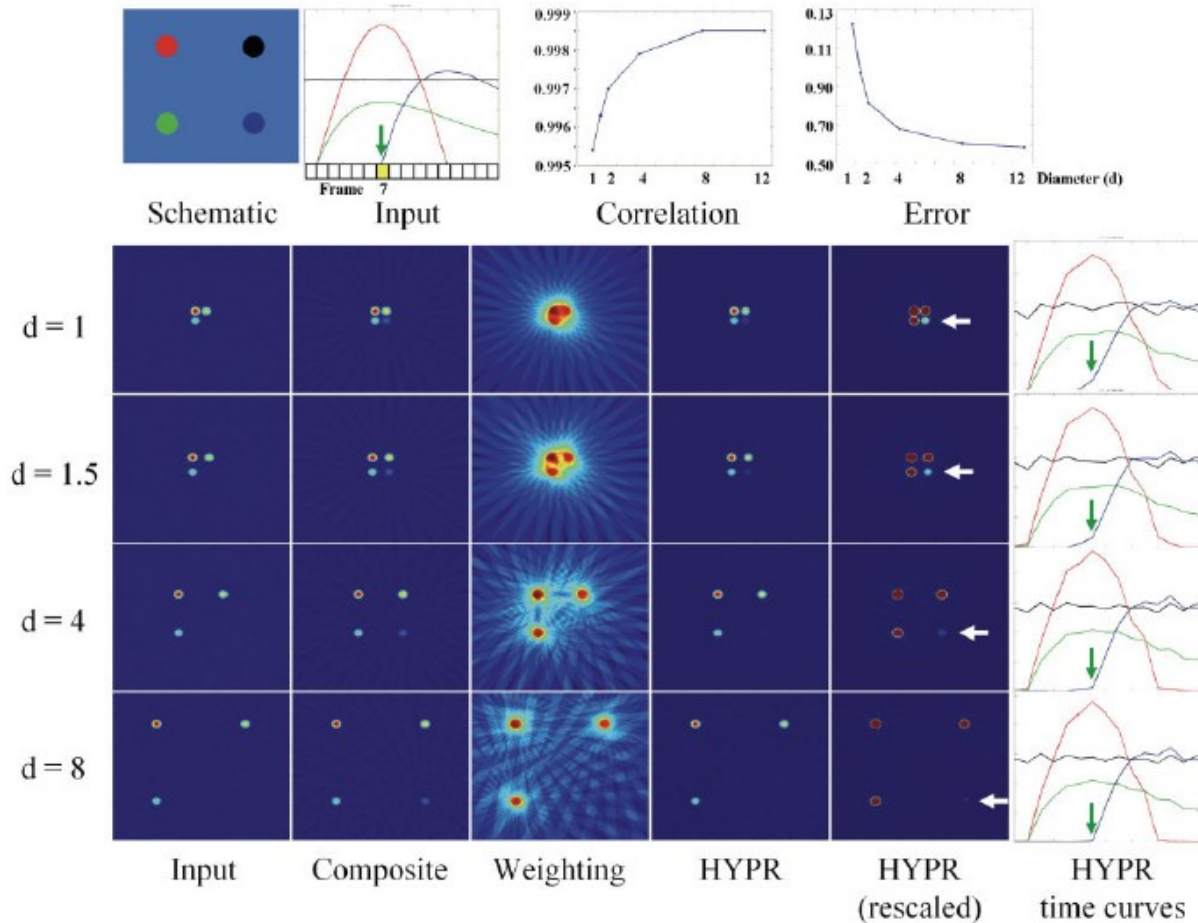 0.999
0.998
0.997
0.996
0.995
1 2 4 8 12
0.13
0.11
0.90
0.70
0.50
1 2 4 8 12 Diameter (d)
Frame 7
Schematic Input Correlation Error
d = 1
d = 1.5
d = 4
d = 8
Input Composite Weighting HYPR HYPR (rescaled) HYPR time curves